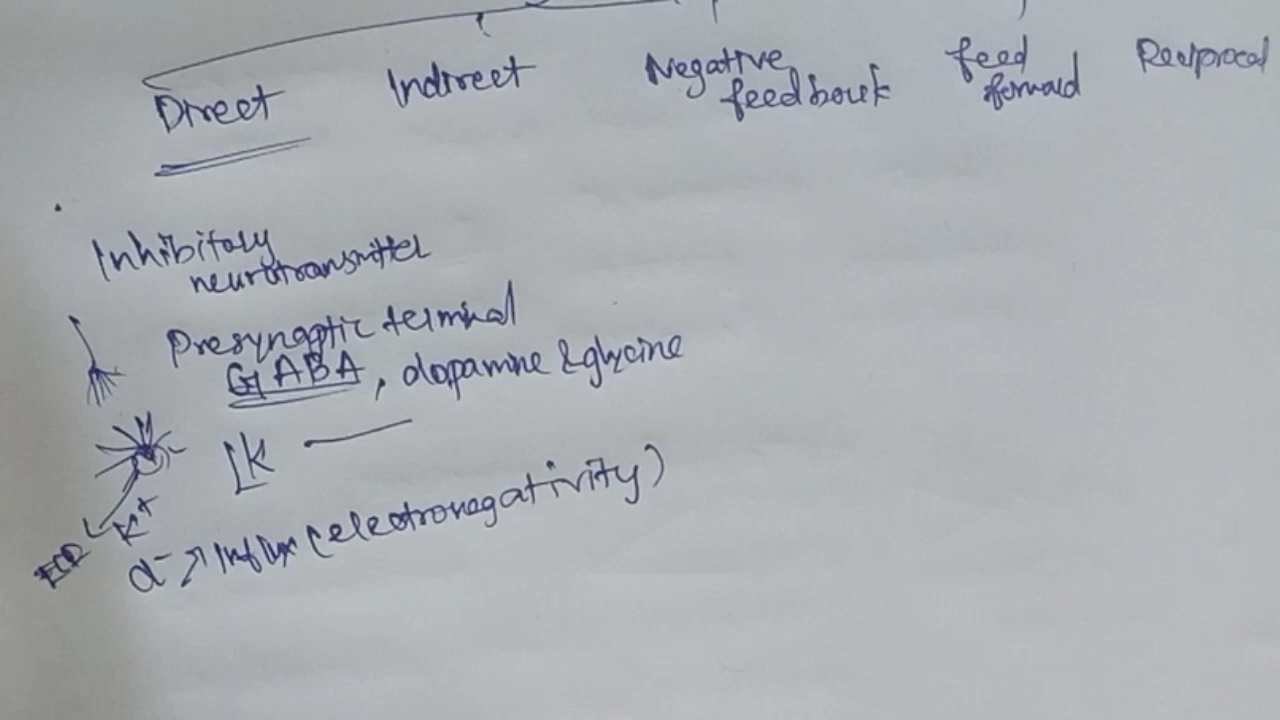 Direct Indirect Negative feed Reciprocal
feedback forward
Inhibitory
neurotransmitter
Presynaptic terminal
GABA, dopamine & glycine
K
K+
Cl- → influx (electronegativity)